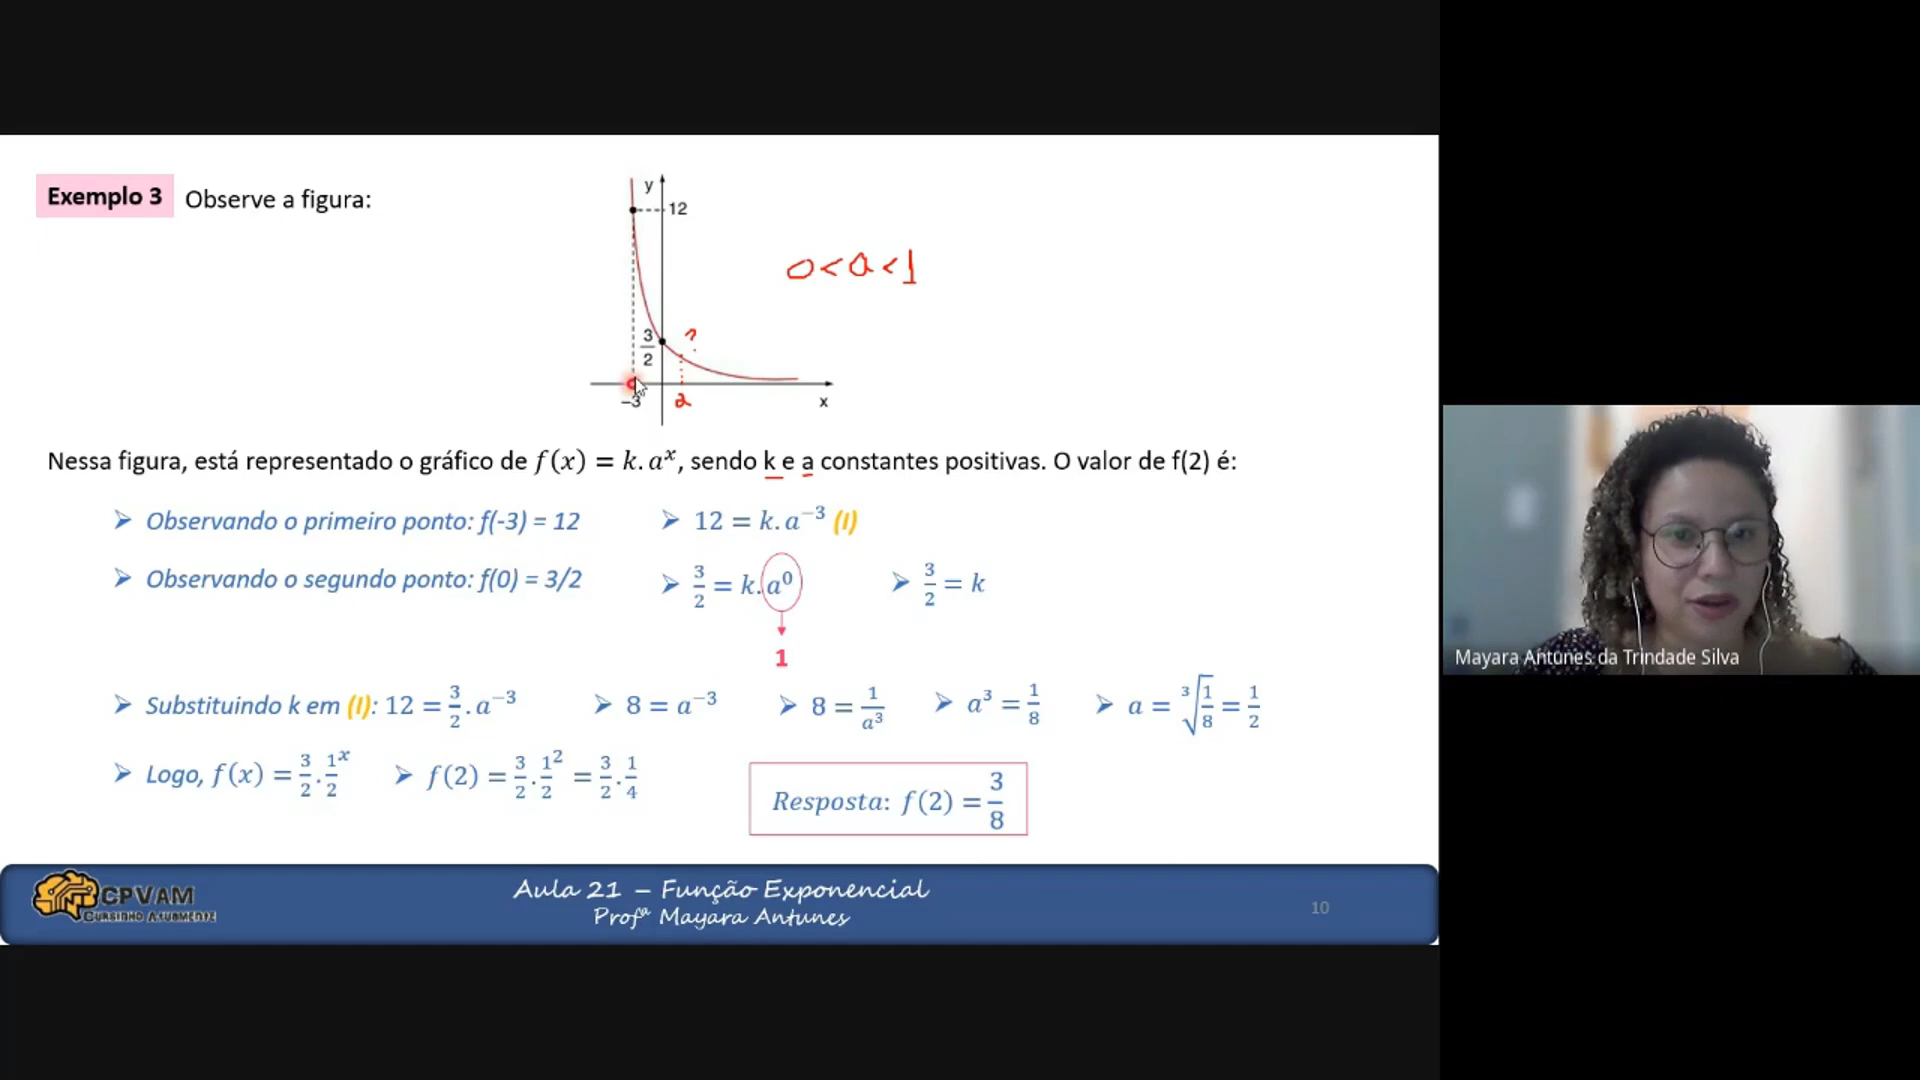 Exemplo 3 Observe a figura:
y
12
0<a<1
3/2 ?
-3 2 x
Nessa figura, está representado o gráfico de f(x) = k.a^x, sendo k e a constantes positivas. O valor de f(2) é:
➢ Observando o primeiro ponto: f(-3) = 12 ➢ 12 = k.a^−3 (I)
➢ Observando o segundo ponto: f(0) = 3/2 ➢ 3/2 = k.a^0 ➢ 3/2 = k
1
➢ Substituindo k em (I): 12 = 3/2.a^−3 ➢ 8 = a^−3 ➢ 8 = 1/a^3 ➢ a^3 = 1/8 ➢ a = ∛1/8 = 1/2
➢ Logo, f(x) = 3/2.1/2^x ➢ f(2) = 3/2.1/2^2 = 3/2.1/4
Resposta: f(2) = 3/8
CPVAM
Aula 21 – Função Exponencial
Profª Mayara Antunes
10
Mayara Antunes da Trindade Silva